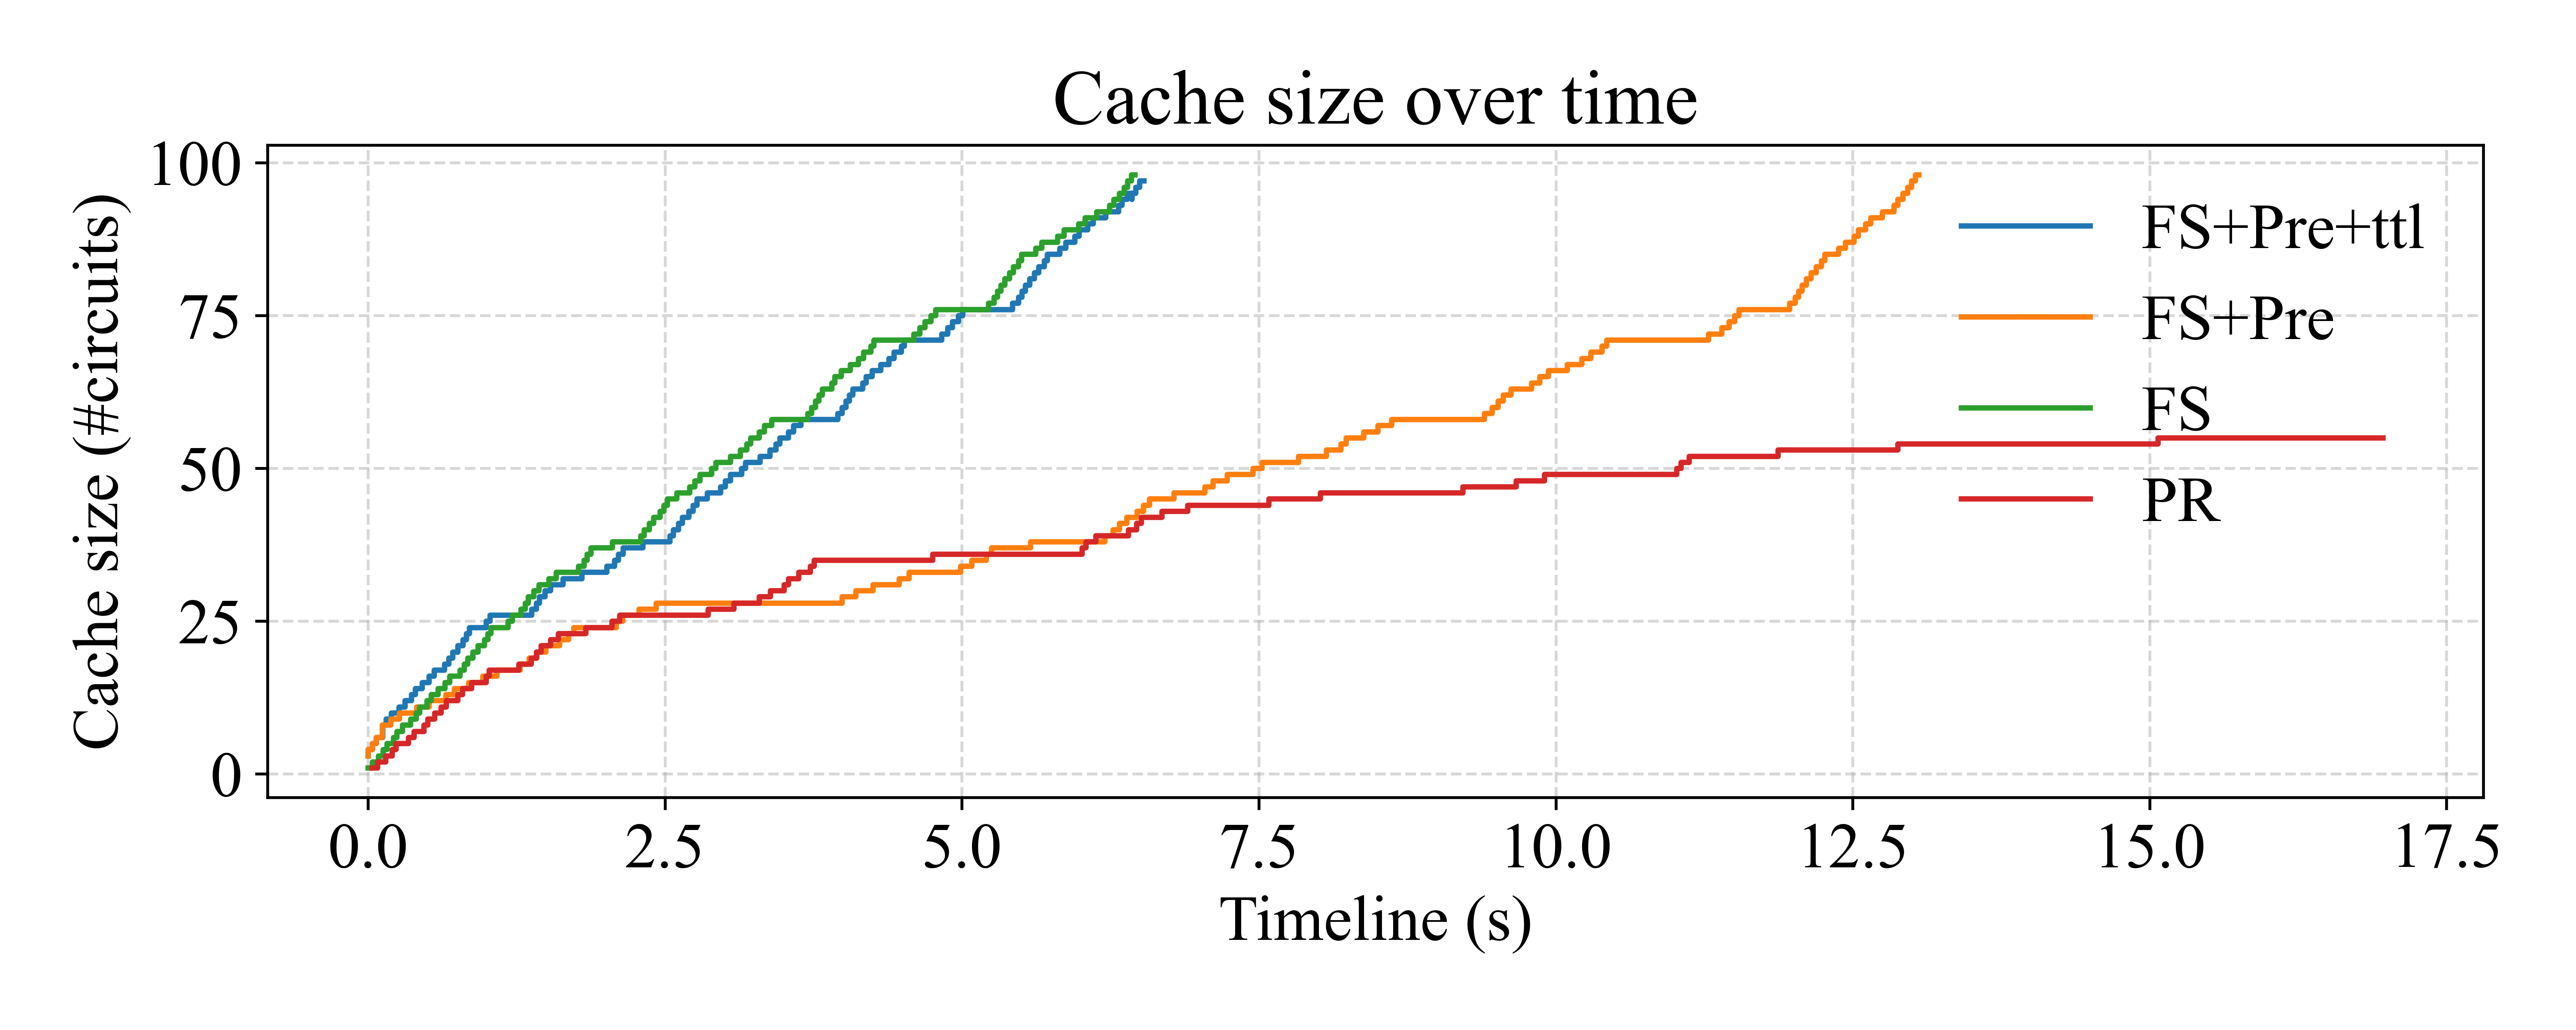 Cache size over time
Cache size (#circuits)
100
75
50
25
0
FS+Pre+ttl
FS+Pre
FS
PR
0.0 2.5 5.0 7.5 10.0 12.5 15.0 17.5
Timeline (s)